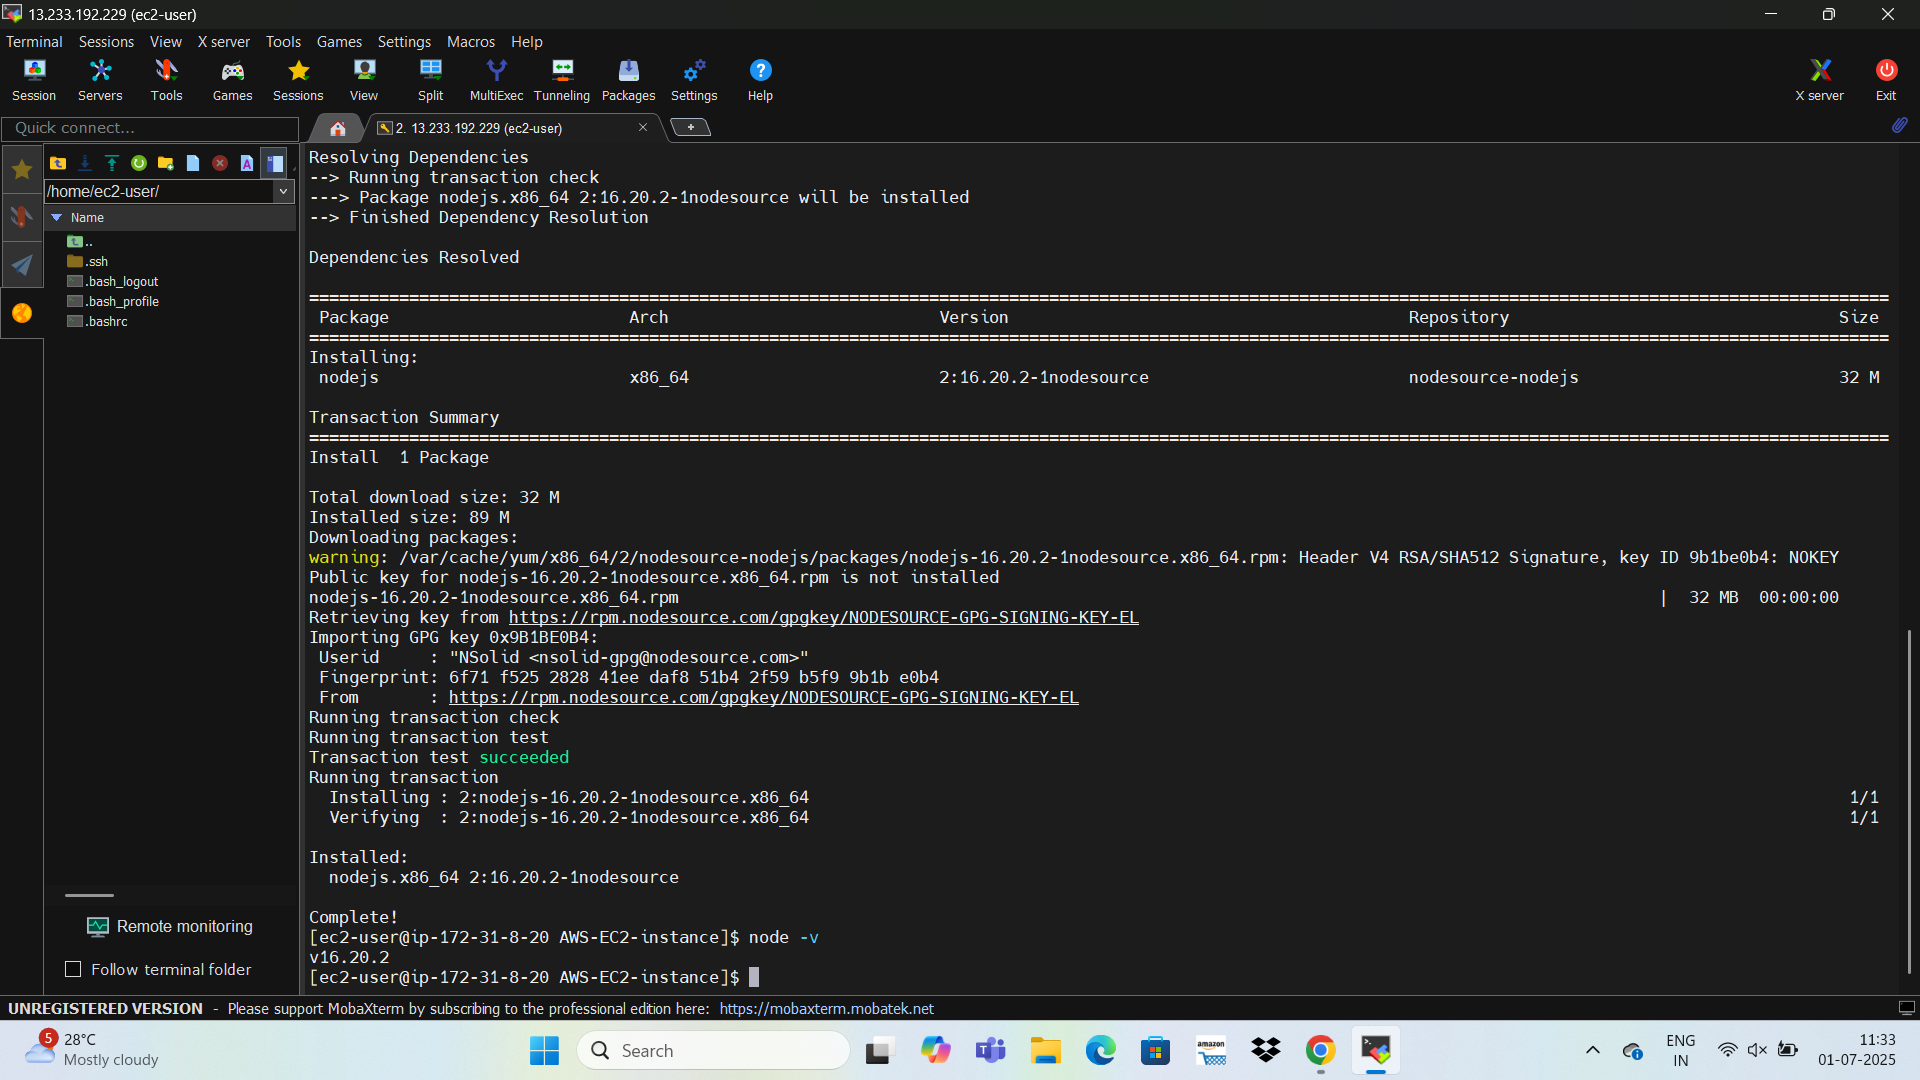 13.233.192.229 (ec2-user)
Terminal Sessions View X server Tools Games Settings Macros Help
Session Servers Tools Games Sessions View Split MultiExec Tunneling Packages Settings Help X server Exit
Quick connect...
2. 13.233.192.229 (ec2-user)
/home/ec2-user/
Name
..
.ssh
.bash_logout
.bash_profile
.bashrc
Remote monitoring
Follow terminal folder
Resolving Dependencies
--> Running transaction check
---> Package nodejs.x86_64 2:16.20.2-1nodesource will be installed
--> Finished Dependency Resolution
Dependencies Resolved
================================================================================
Package Arch Version Repository Size
================================================================================
Installing:
nodejs x86_64 2:16.20.2-1nodesource nodesource-nodejs 32 M
Transaction Summary
================================================================================
Install 1 Package
Total download size: 32 M
Installed size: 89 M
Downloading packages:
warning: /var/cache/yum/x86_64/2/nodesource-nodejs/packages/nodejs-16.20.2-1nodesource.x86_64.rpm: Header V4 RSA/SHA512 Signature, key ID 9b1be0b4: NOKEY
Public key for nodejs-16.20.2-1nodesource.x86_64.rpm is not installed
nodejs-16.20.2-1nodesource.x86_64.rpm | 32 MB 00:00:00
Retrieving key from https://rpm.nodesource.com/gpgkey/NODESOURCE-GPG-SIGNING-KEY-EL
Importing GPG key 0x9B1BE0B4:
Userid : "NSolid <nsolid-gpg@nodesource.com>"
Fingerprint: 6f71 f525 2828 41ee daf8 51b4 2f59 b5f9 9b1b e0b4
From : https://rpm.nodesource.com/gpgkey/NODESOURCE-GPG-SIGNING-KEY-EL
Running transaction check
Running transaction test
Transaction test succeeded
Running transaction
Installing : 2:nodejs-16.20.2-1nodesource.x86_64 1/1
Verifying : 2:nodejs-16.20.2-1nodesource.x86_64 1/1
Installed:
nodejs.x86_64 2:16.20.2-1nodesource
Complete!
[ec2-user@ip-172-31-8-20 AWS-EC2-instance]$ node -v
v16.20.2
[ec2-user@ip-172-31-8-20 AWS-EC2-instance]$
UNREGISTERED VERSION - Please support MobaXterm by subscribing to the professional edition here: https://mobaxterm.mobatek.net
5
28°C
Mostly cloudy
Search
amazon
ENG
IN
11:33
01-07-2025